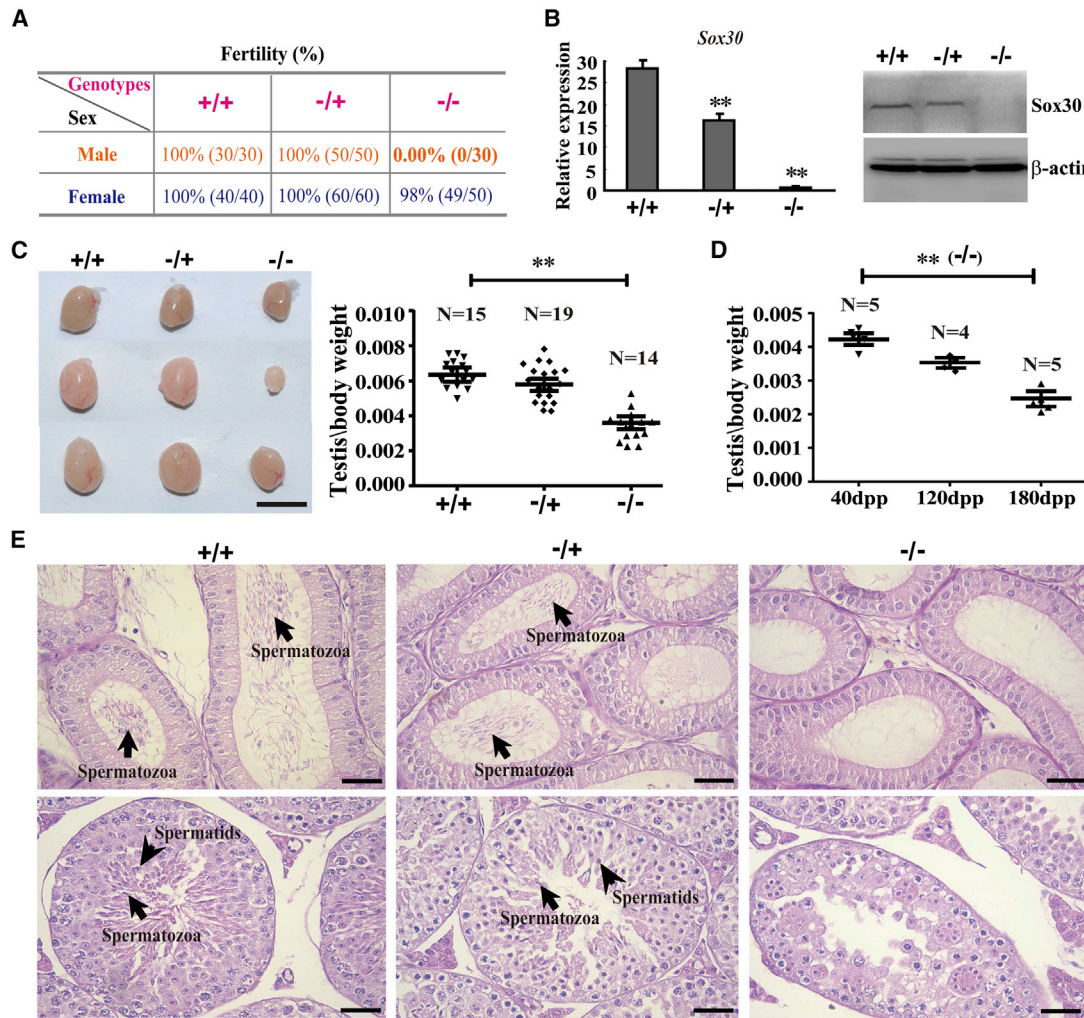 A
Fertility (%)
Genotypes
Sex
+/+ -/+ -/-
Male 100% (30/30) 100% (50/50) 0.00% (0/30)
Female 100% (40/40) 100% (60/60) 98% (49/50)
B
Sox30
Relative expression
30
25
20
15
10
5
0
** **
+/+ -/+ -/-
+/+ -/+ -/-
Sox30
β-actin
C
+/+ -/+ -/-
**
Testis\body weight
N=15 N=19 N=14
0.010
0.008
0.006
0.004
0.002
0.000
+/+ -/+ -/-
D
** (-/-)
Testis\body weight
N=5 N=4 N=5
0.005
0.004
0.003
0.002
0.001
0.000
40dpp 120dpp 180dpp
E
+/+ -/+ -/-
Spermatozoa
Spermatozoa
Spermatozoa
Spermatozoa
Spermatids
Spermatozoa
Spermatids
Spermatozoa